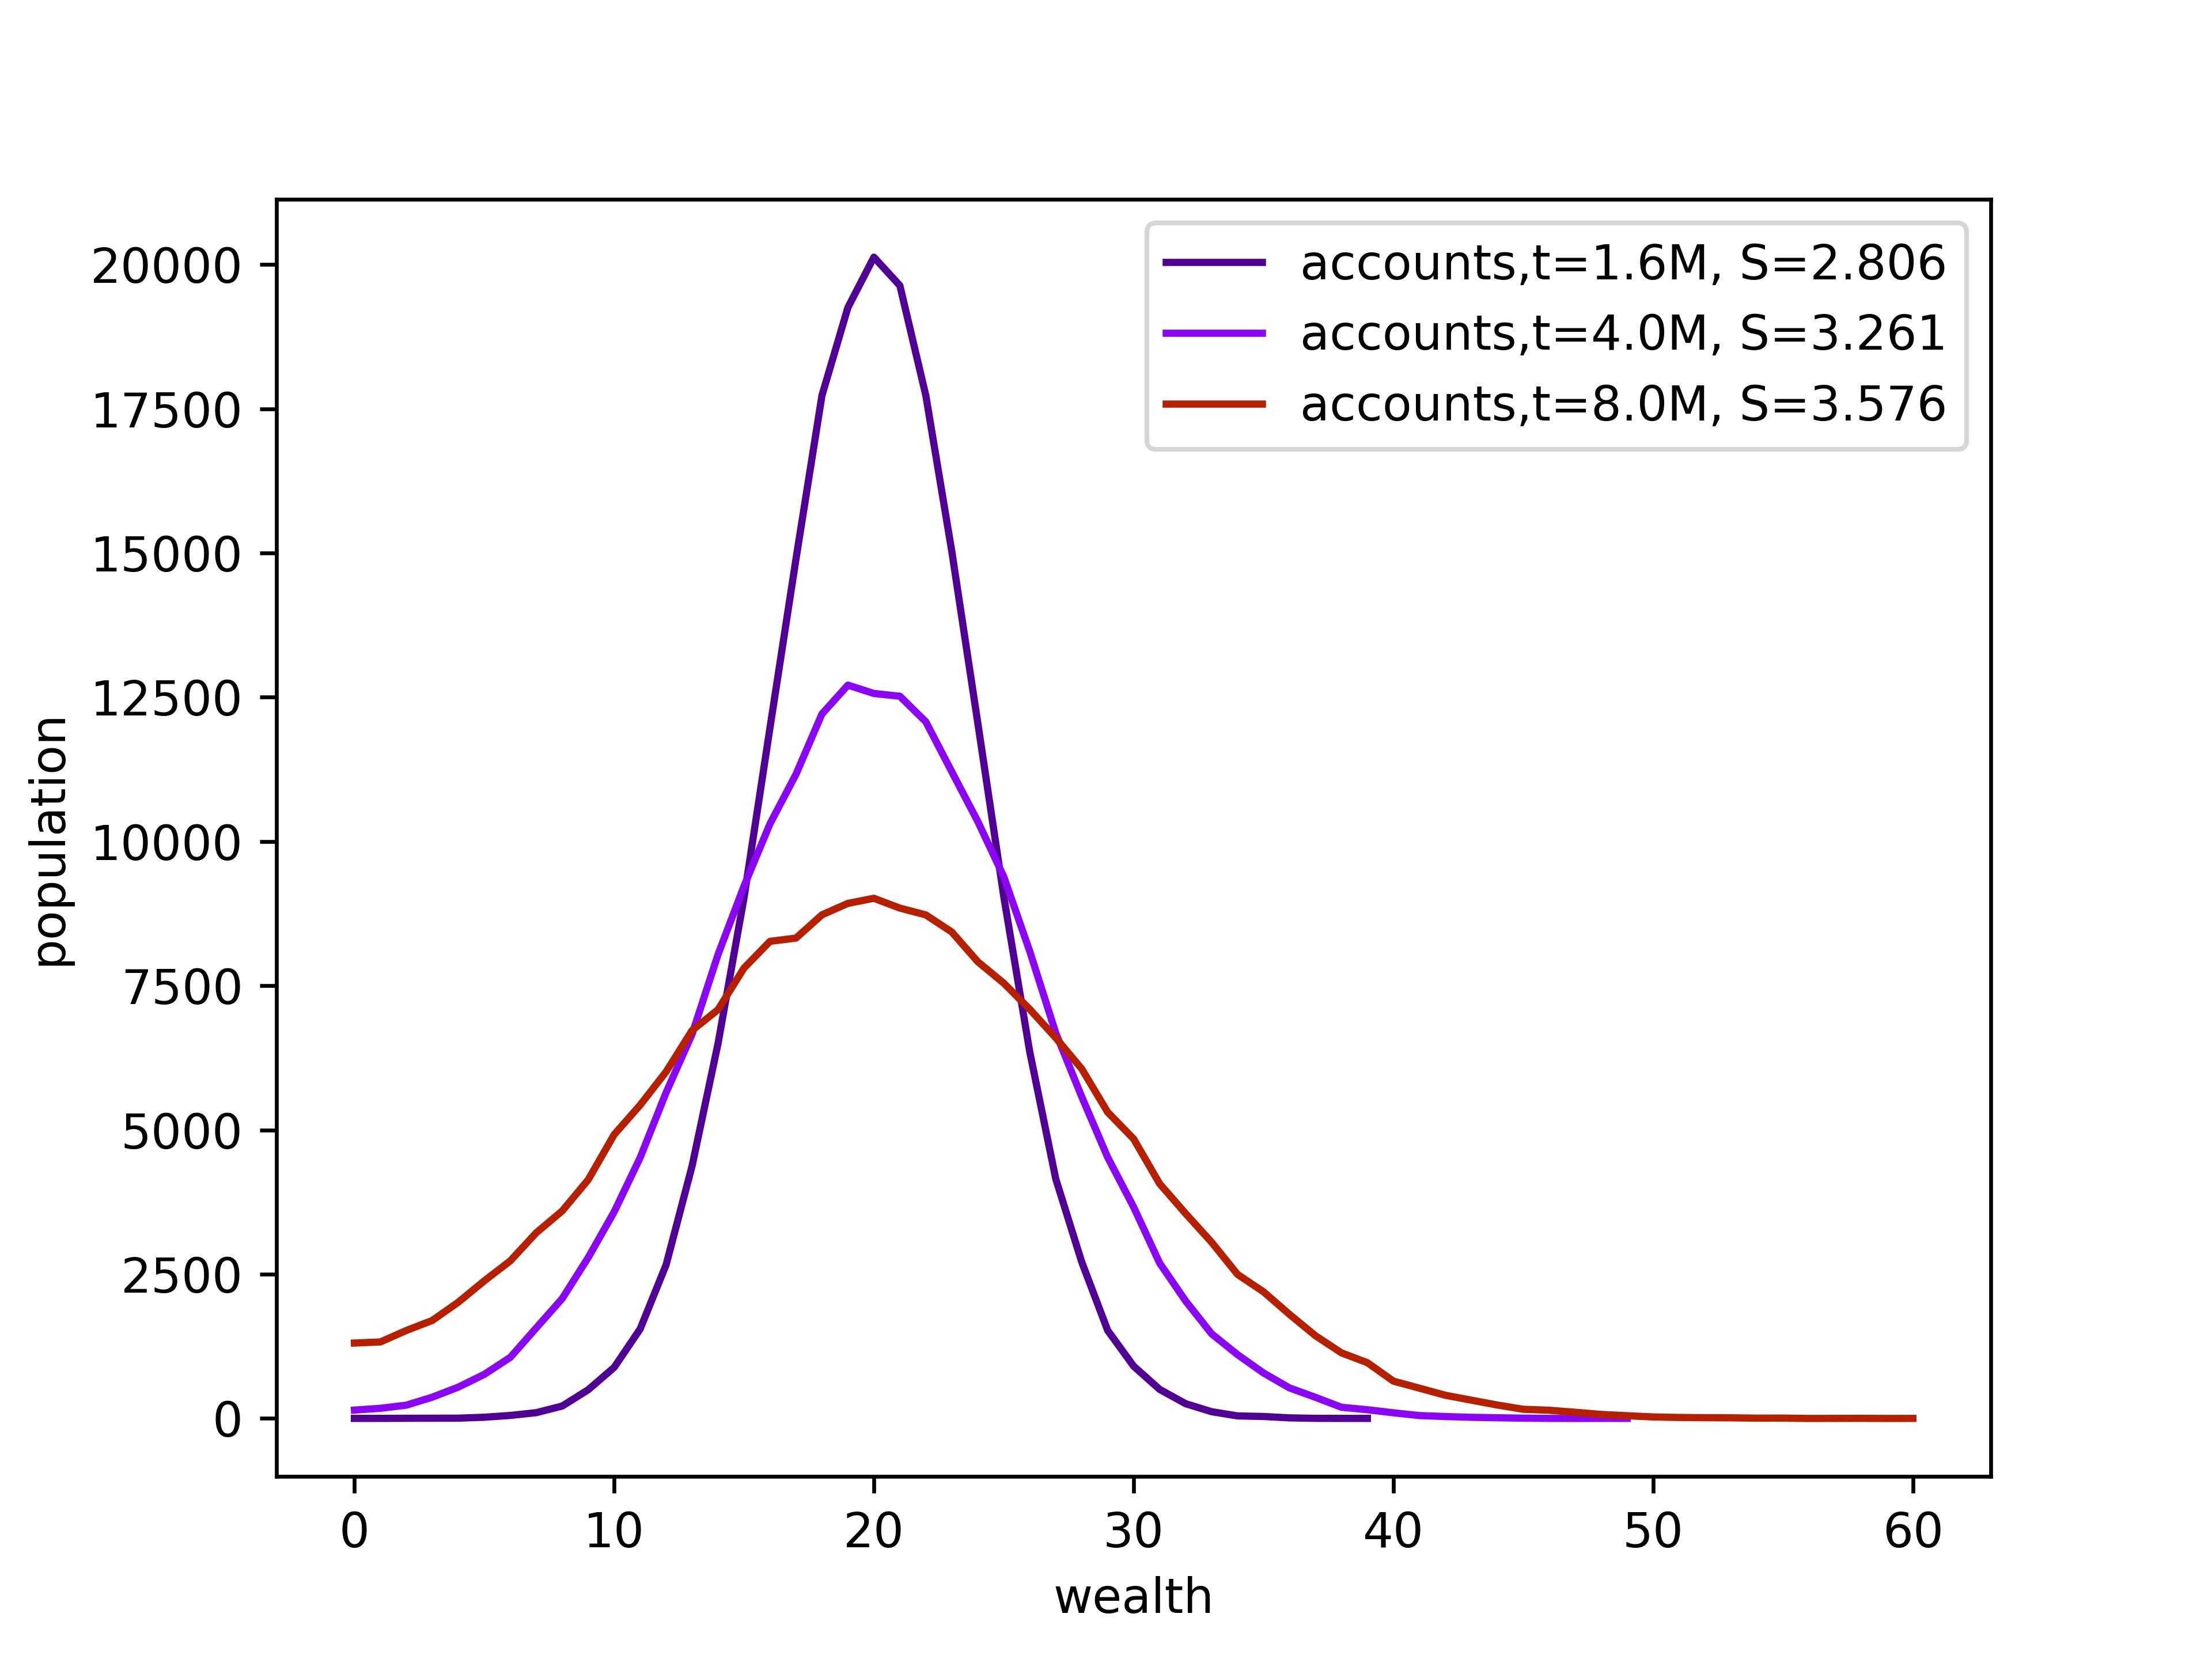 accounts,t=1.6M, S=2.806
accounts,t=4.0M, S=3.261
accounts,t=8.0M, S=3.576
20000
17500
15000
12500
10000
7500
5000
2500
0
population
0 10 20 30 40 50 60
wealth